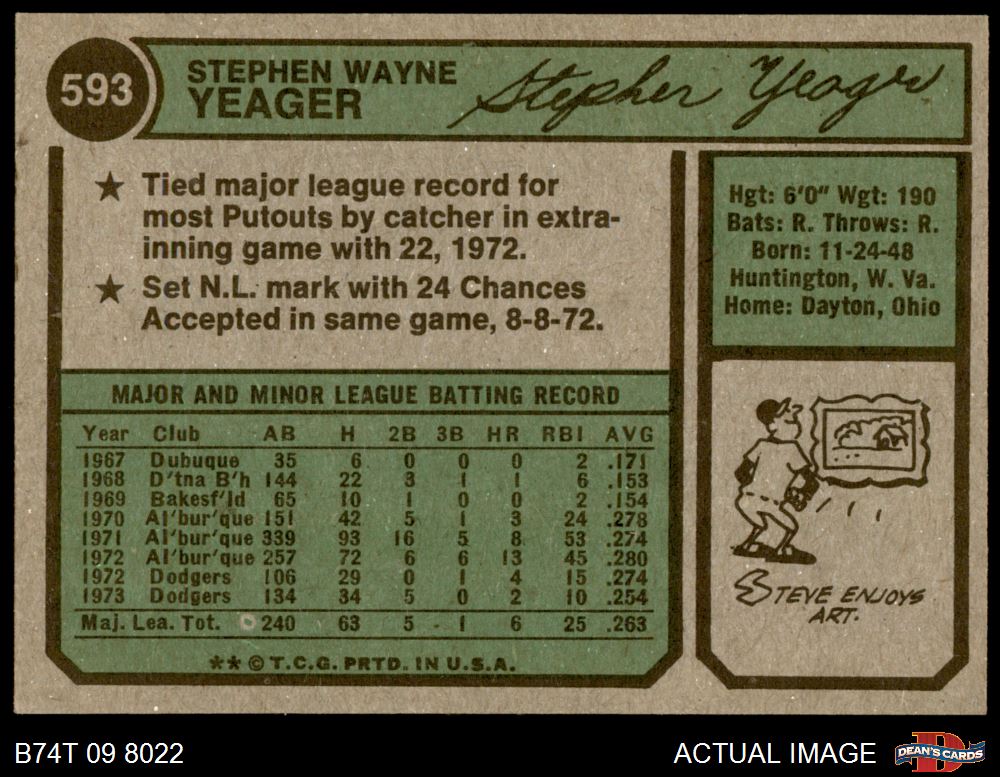 593
STEPHEN WAYNE
YEAGER
Stephen Yeager
★ Tied major league record for
most Putouts by catcher in extra-
inning game with 22, 1972.
★ Set N.L. mark with 24 Chances
Accepted in same game, 8-8-72.
Hgt: 6'0" Wgt: 190
Bats: R. Throws: R.
Born: 11-24-48
Huntington, W. Va.
Home: Dayton, Ohio
MAJOR AND MINOR LEAGUE BATTING RECORD
Year Club AB H 2B 3B HR RBI AVG
1967 Dubuque 35 6 0 0 0 2 .171
1968 D'tna B'h 144 22 3 1 1 6 .153
1969 Bakesf'ld 65 10 1 0 0 2 .154
1970 Al'bur'que 151 42 5 1 3 24 .278
1971 Al'bur'que 339 93 16 5 8 53 .274
1972 Al'bur'que 257 72 6 6 13 45 .280
1972 Dodgers 106 29 0 1 4 15 .274
1973 Dodgers 134 34 5 0 2 10 .254
Maj. Lea. Tot. 240 63 5 1 6 25 .263
** © T.C.G. PRTD. IN U.S.A.
STEVE ENJOYS
ART.
B74T 09 8022
ACTUAL IMAGE
D
DEAN'S CARDS